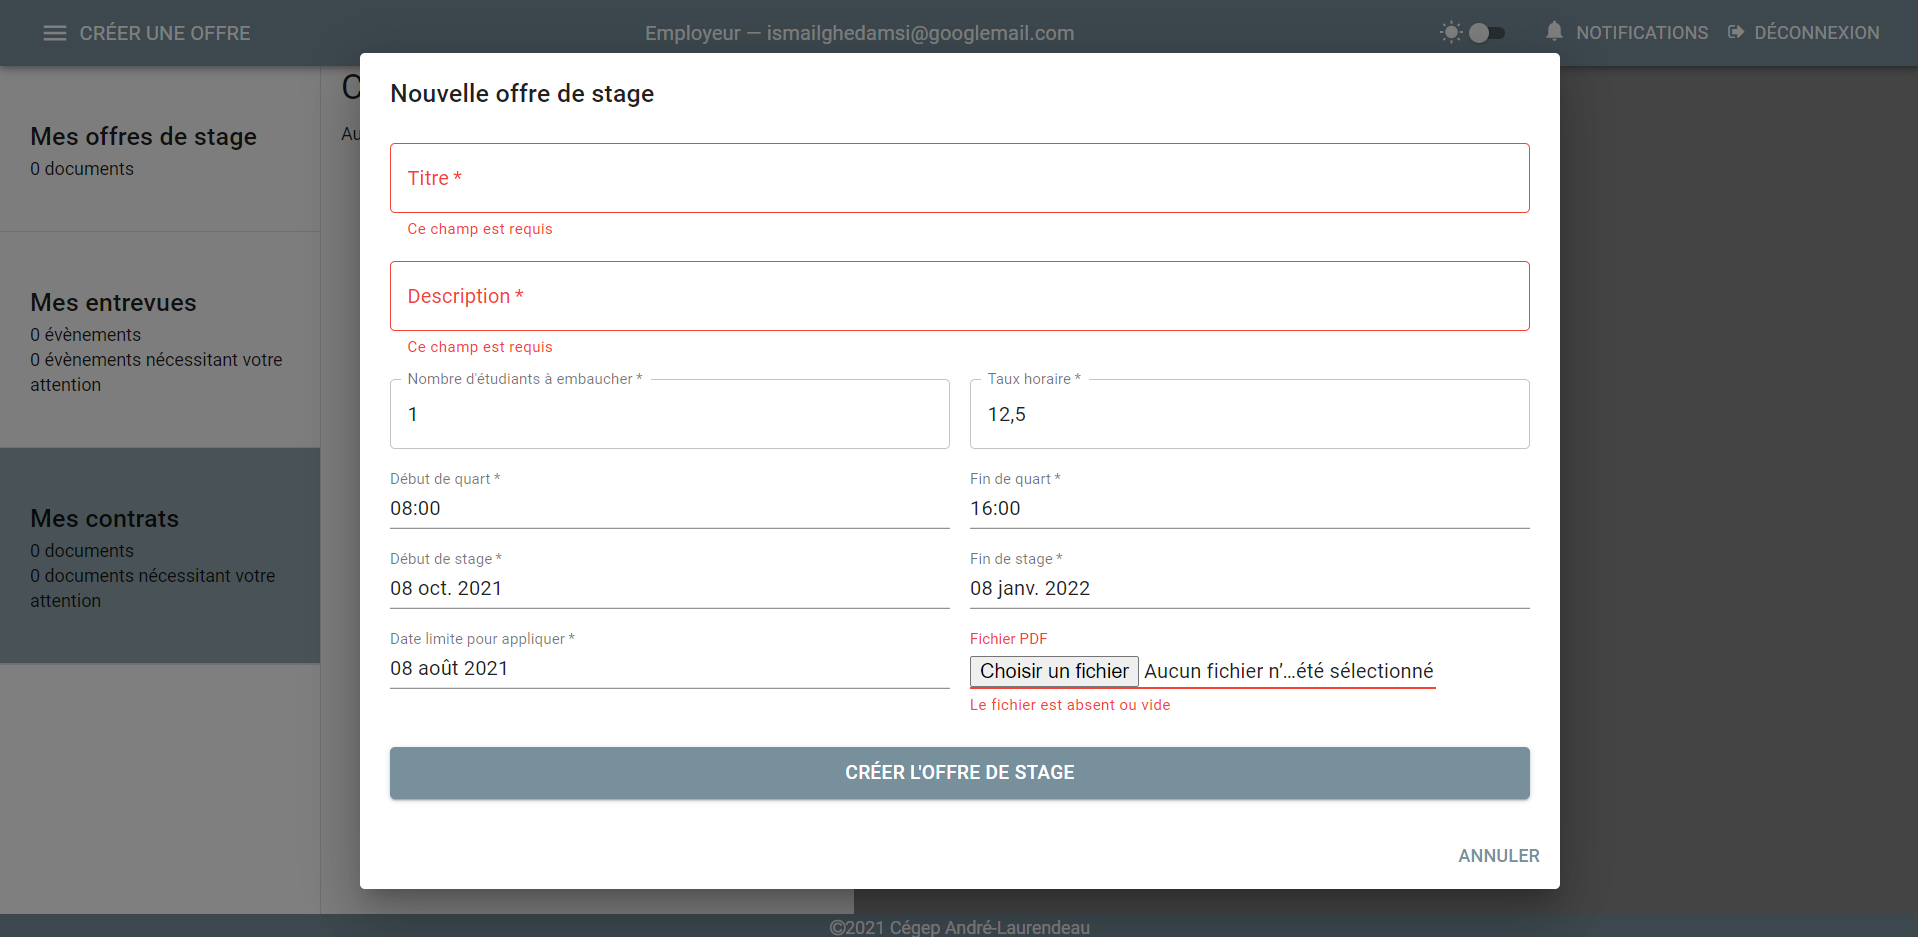 CRÉER UNE OFFRE
Employeur — ismailghedamsi@googlemail.com
NOTIFICATIONS
DÉCONNEXION
Mes offres de stage
0 documents
Mes entrevues
0 évènements
0 évènements nécessitant votre
attention
Mes contrats
0 documents
0 documents nécessitant votre
attention
C
Au
Nouvelle offre de stage
Titre *
Ce champ est requis
Description *
Ce champ est requis
Nombre d'étudiants à embaucher *
1
Taux horaire *
12,5
Début de quart *
08:00
Fin de quart *
16:00
Début de stage *
08 oct. 2021
Fin de stage *
08 janv. 2022
Date limite pour appliquer *
08 août 2021
Fichier PDF
Choisir un fichier Aucun fichier n’...été sélectionné
Le fichier est absent ou vide
CRÉER L'OFFRE DE STAGE
ANNULER
©2021 Cégep André-Laurendeau